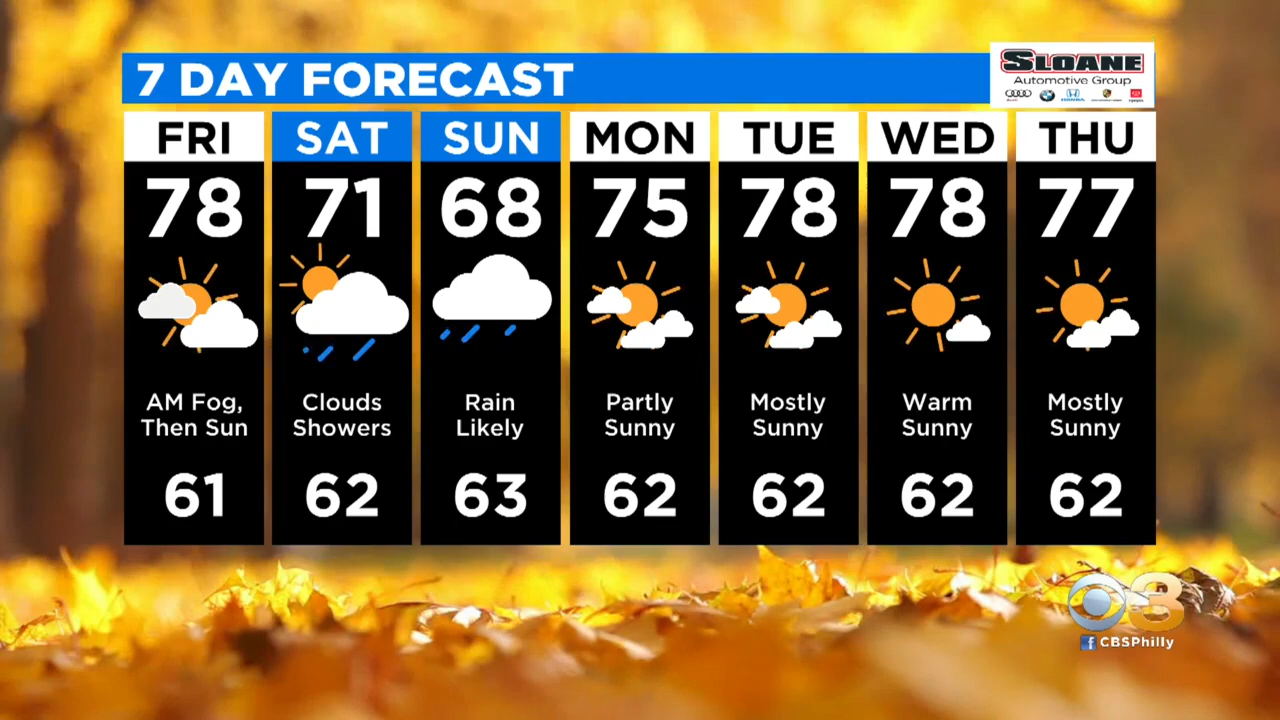 7 DAY FORECAST
SLOANE
Automotive Group
HONDA
FRI SAT SUN MON TUE WED THU
78 71 68 75 78 78 77
AM Fog, Clouds Rain Partly Mostly Warm Mostly
Then Sun Showers Likely Sunny Sunny Sunny Sunny
61 62 63 62 62 62 62
3
f CBSPhilly